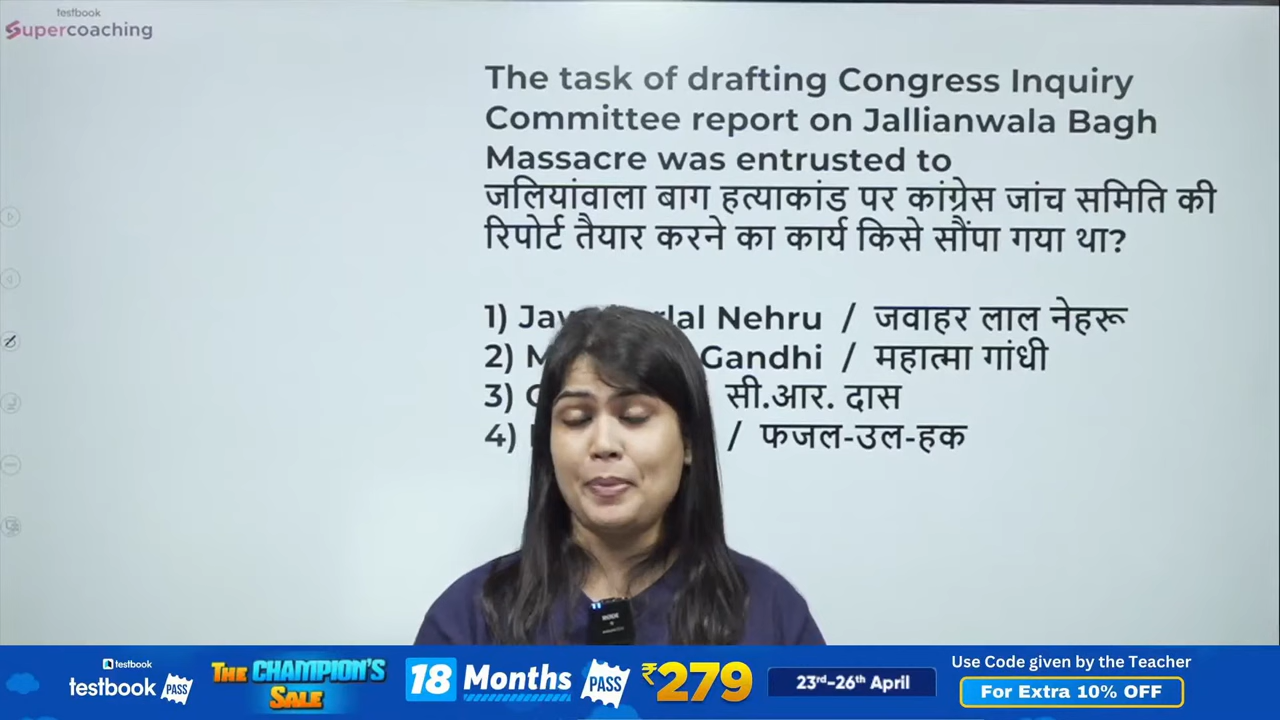 testbook
Supercoaching
The task of drafting Congress Inquiry
Committee report on Jallianwala Bagh
Massacre was entrusted to
जलियांवाला बाग हत्याकांड पर कांग्रेस जांच समिति की
रिपोर्ट तैयार करने का कार्य किसे सौंपा गया था?
1) Jaw rlal Nehru / जवाहर लाल नेहरू
2) M Gandhi / महात्मा गांधी
3) सी.आर. दास
4) / फजल-उल-हक
testbook
testbook PASS
THE CHAMPION'S
SALE
18 Months PASS ₹279
23rd-26th April
Use Code given by the Teacher
For Extra 10% OFF